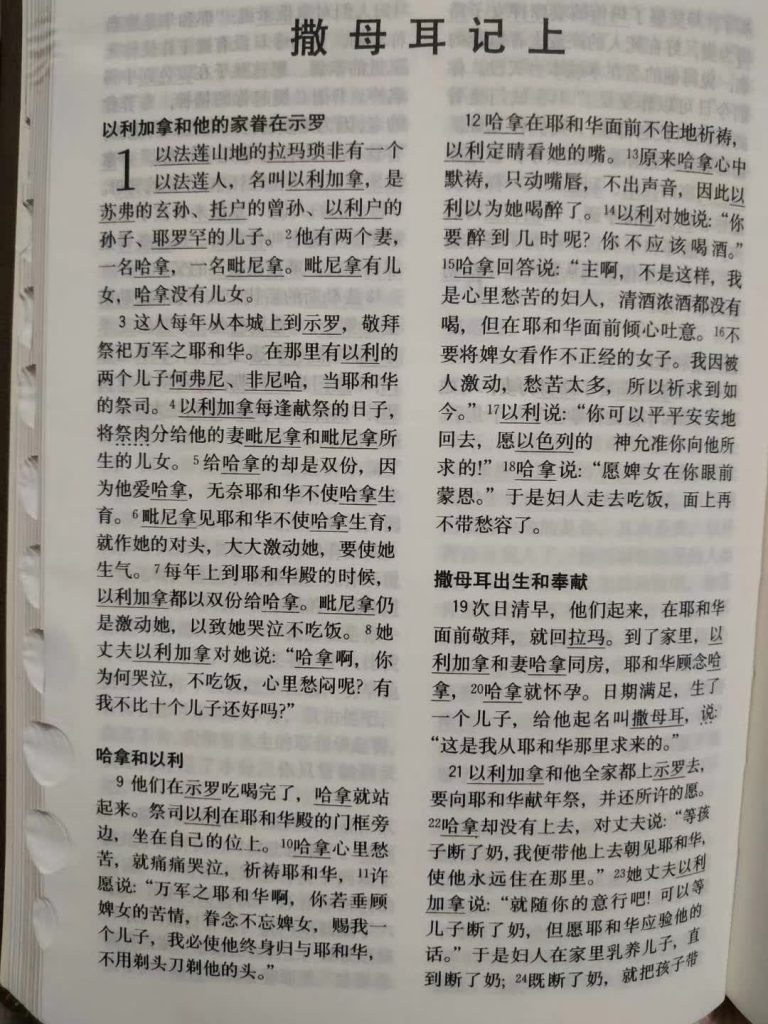 撒母耳记上
以利加拿和他的家眷在示罗
1 以法莲山地的拉玛琐非有一个
以法莲人，名叫以利加拿，是
苏弗的玄孙、托户的曾孙、以利户的
孙子、耶罗罕的儿子。2他有两个妻，
一名哈拿，一名毗尼拿。毗尼拿有儿
女，哈拿没有儿女。
3 这人每年从本城上到示罗，敬拜
祭祀万军之耶和华。在那里有以利的
两个儿子何弗尼、非尼哈，当耶和华
的祭司。4以利加拿每逢献祭的日子，
将祭肉分给他的妻毗尼拿和毗尼拿所
生的儿女。5给哈拿的却是双份，因
为他爱哈拿，无奈耶和华不使哈拿生
育。6毗尼拿见耶和华不使哈拿生育，
就作她的对头，大大激动她，要使她
生气。7每年上到耶和华殿的时候，
以利加拿都以双份给哈拿。毗尼拿仍
是激动她，以致她哭泣不吃饭。8她
丈夫以利加拿对她说：“哈拿啊，你
为何哭泣，不吃饭，心里愁闷呢？有
我不比十个儿子还好吗？”
哈拿和以利
9 他们在示罗吃喝完了，哈拿就站
起来。祭司以利在耶和华殿的门框旁
边，坐在自己的位上。10哈拿心里愁
苦，就痛痛哭泣，祈祷耶和华，11许
愿说：“万军之耶和华啊，你若垂顾
婢女的苦情，眷念不忘婢女，赐我一
个儿子，我必使他终身归与耶和华，
不用剃头刀剃他的头。”
12 哈拿在耶和华面前不住地祈祷，
以利定睛看她的嘴。13原来哈拿心中
默祷，只动嘴唇，不出声音，因此以
利以为她喝醉了。14以利对她说：“你
要醉到几时呢？你不应该喝酒。”
15哈拿回答说：“主啊，不是这样，我
是心里愁苦的妇人，清酒浓酒都没有
喝，但在耶和华面前倾心吐意。16不
要将婢女看作不正经的女子。我因被
人激动，愁苦太多，所以祈求到如
今。”17以利说：“你可以平平安安地
回去，愿以色列的　神允准你向他所
求的！”18哈拿说：“愿婢女在你眼前
蒙恩。”于是妇人走去吃饭，面上再
不带愁容了。
撒母耳出生和奉献
19 次日清早，他们起来，在耶和华
面前敬拜，就回拉玛。到了家里，以
利加拿和妻哈拿同房，耶和华顾念哈
拿，20哈拿就怀孕。日期满足，生了
一个儿子，给他起名叫撒母耳，说：
“这是我从耶和华那里求来的。”
21 以利加拿和他全家都上示罗去，
要向耶和华献年祭，并还所许的愿。
22哈拿却没有上去，对丈夫说：“等孩
子断了奶，我便带他上去朝见耶和华，
使他永远住在那里。”23她丈夫以利
加拿说：“就随你的意行吧！可以等
儿子断了奶，但愿耶和华应验他的
话。”于是妇人在家里乳养儿子，直
到断了奶；24既断了奶，就把孩子带